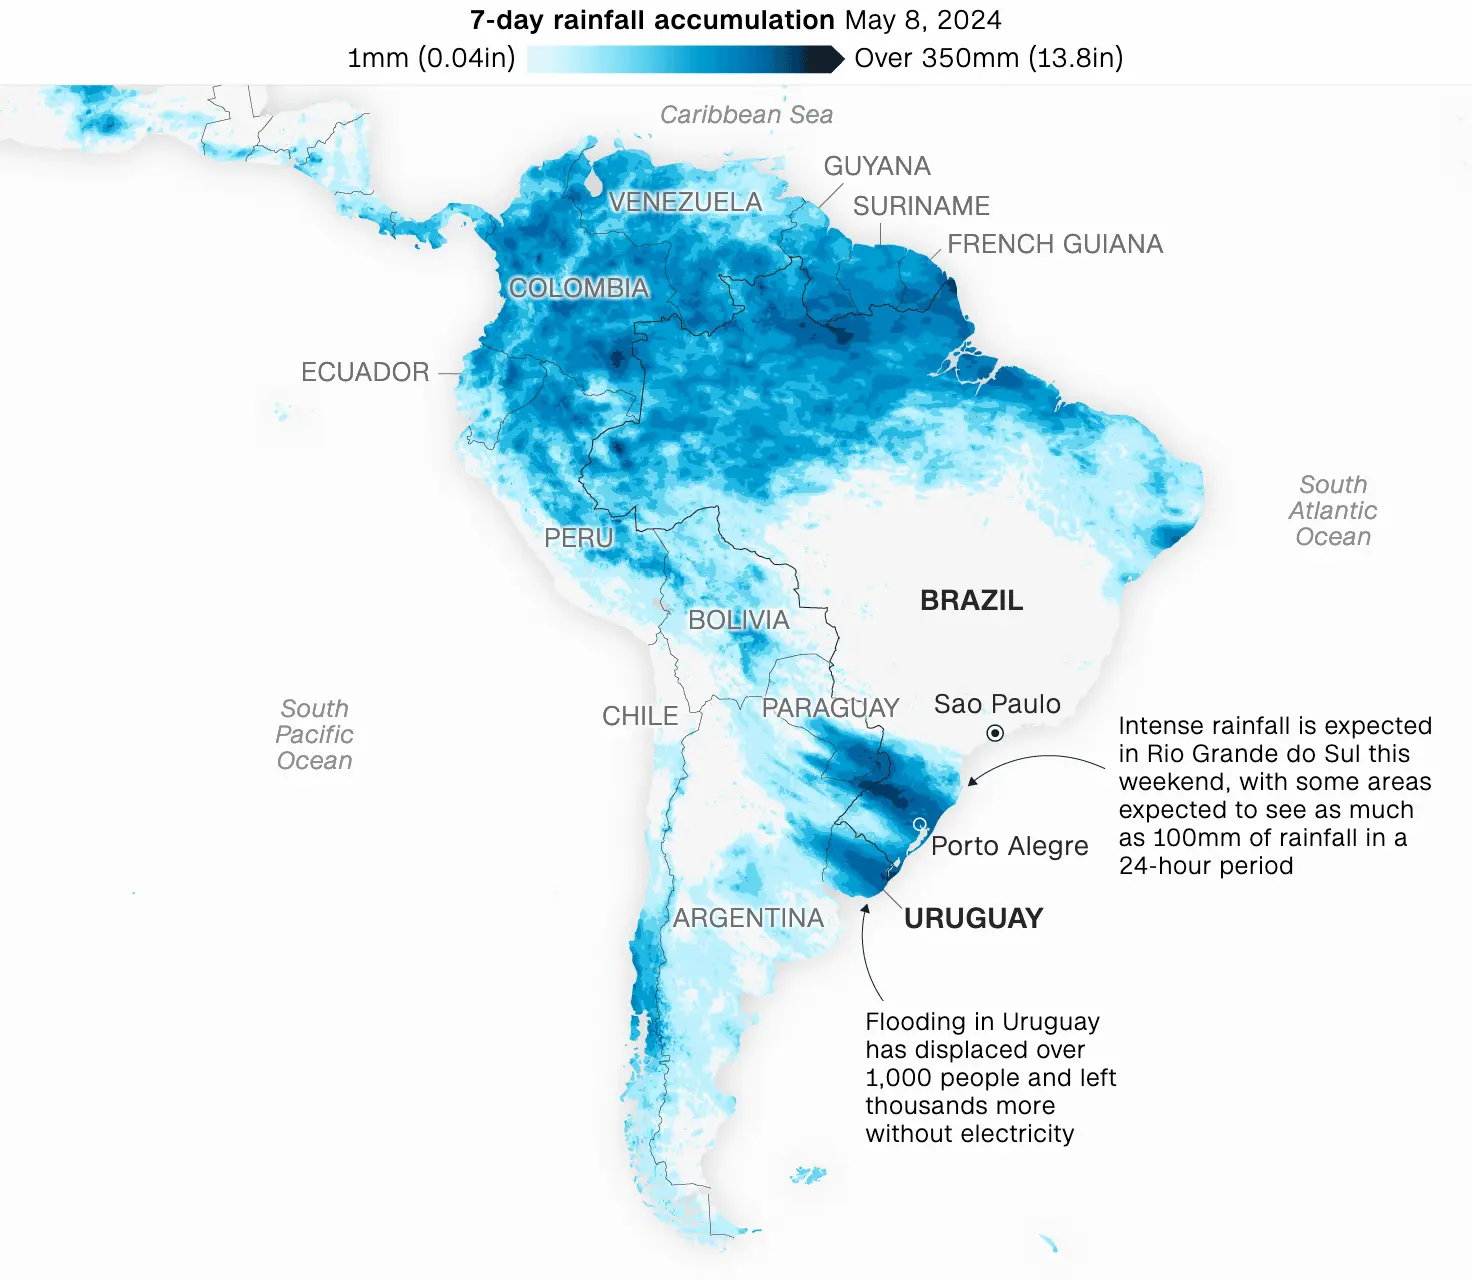 7-day rainfall accumulation May 8, 2024
1mm (0.04in)
Over 350mm (13.8in)
Caribbean Sea
GUYANA
VENEZUELA
SURINAME
FRENCH GUIANA
COLOMBIA
ECUADOR
South
Atlantic
Ocean
PERU
BRAZIL
BOLIVIA
South
Pacific
Ocean
CHILE
PARAGUAY
Sao Paulo
Intense rainfall is expected
in Rio Grande do Sul this
weekend, with some areas
expected to see as much
as 100mm of rainfall in a
24-hour period
Porto Alegre
ARGENTINA
URUGUAY
Flooding in Uruguay
has displaced over
1,000 people and left
thousands more
without electricity